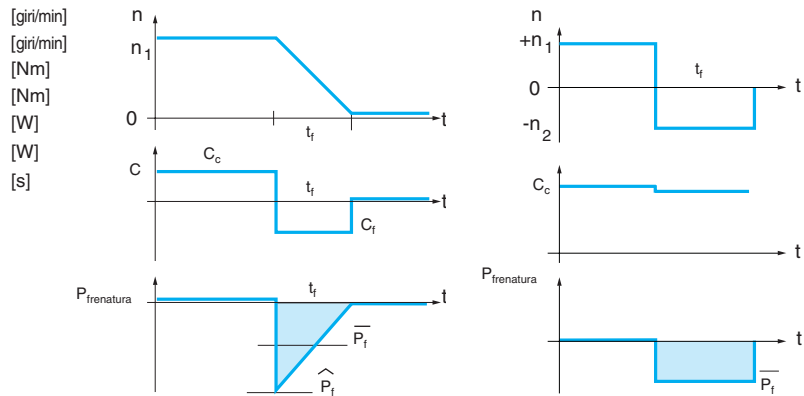 [giri/min]
[giri/min]
[Nm]
[Nm]
[W]
[W]
[s]
n
n1
0
tf
t
C
Cc
tf
t
Cf
Pfrenatura
tf
t
Pf
Pf
n
+n1
tf
0
t
-n2
Cc
t
Pfrenatura
t
Pf